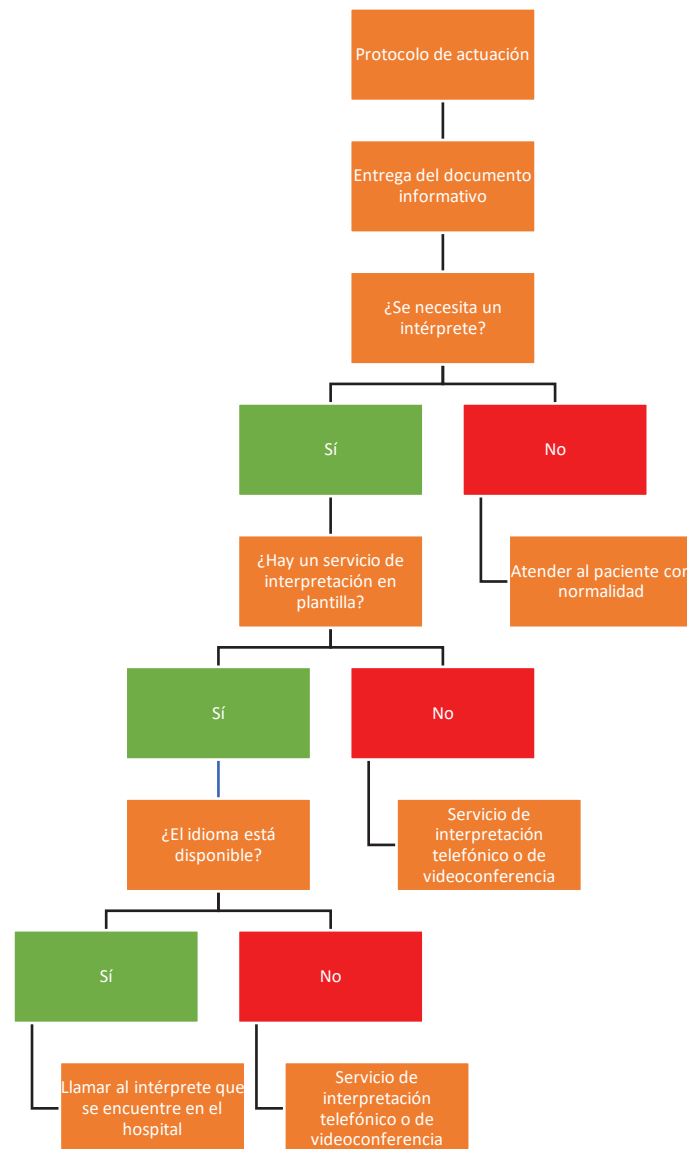 Protocolo de actuación
Entrega del documento
informativo
¿Se necesita un
intérprete?
Sí
No
¿Hay un servicio de
interpretación en
plantilla?
Atender al paciente con
normalidad
Sí
No
¿El idioma está
disponible?
Servicio de
interpretación
telefónico o de
videoconferencia
Sí
No
Llamar al intérprete que
se encuentre en el
hospital
Servicio de
interpretación
telefónico o de
videoconferencia